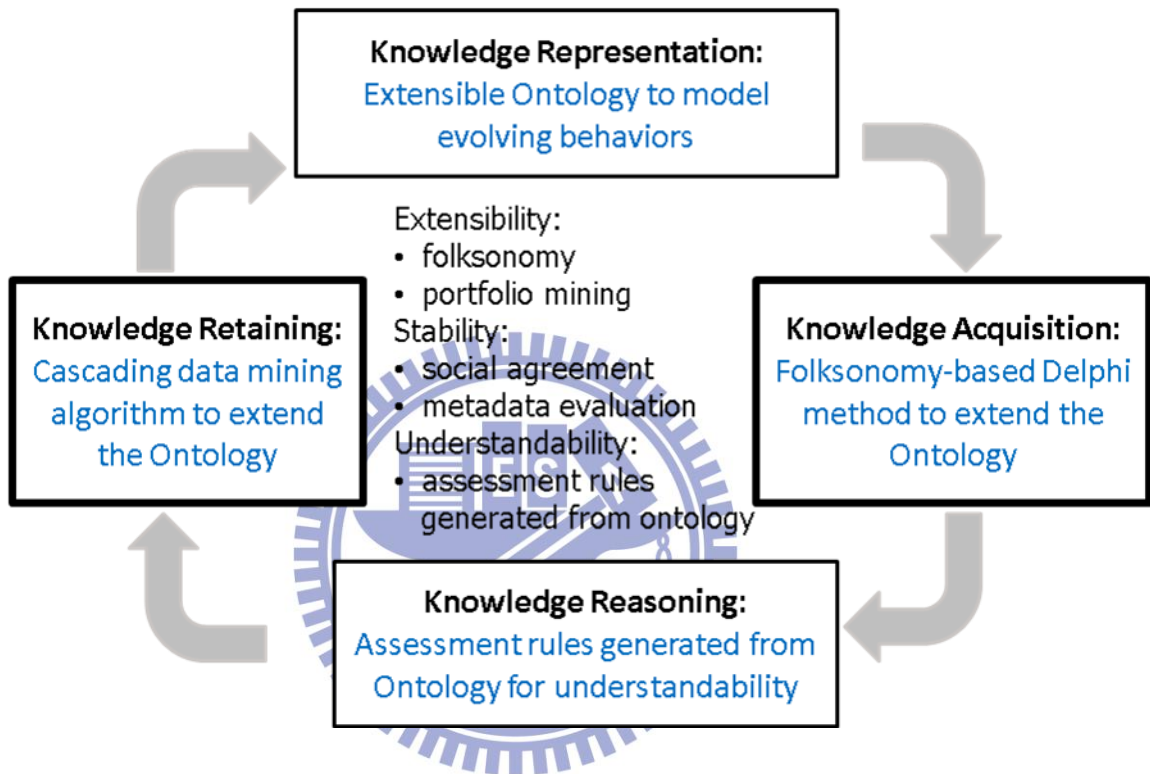 Knowledge Representation:
Extensible Ontology to model
evolving behaviors
Extensibility:
• folksonomy
• portfolio mining
Stability:
• social agreement
• metadata evaluation
Understandability:
• assessment rules
generated from ontology
Knowledge Retaining:
Cascading data mining
algorithm to extend
the Ontology
Knowledge Acquisition:
Folksonomy-based Delphi
method to extend the
Ontology
Knowledge Reasoning:
Assessment rules generated from
Ontology for understandability
ES